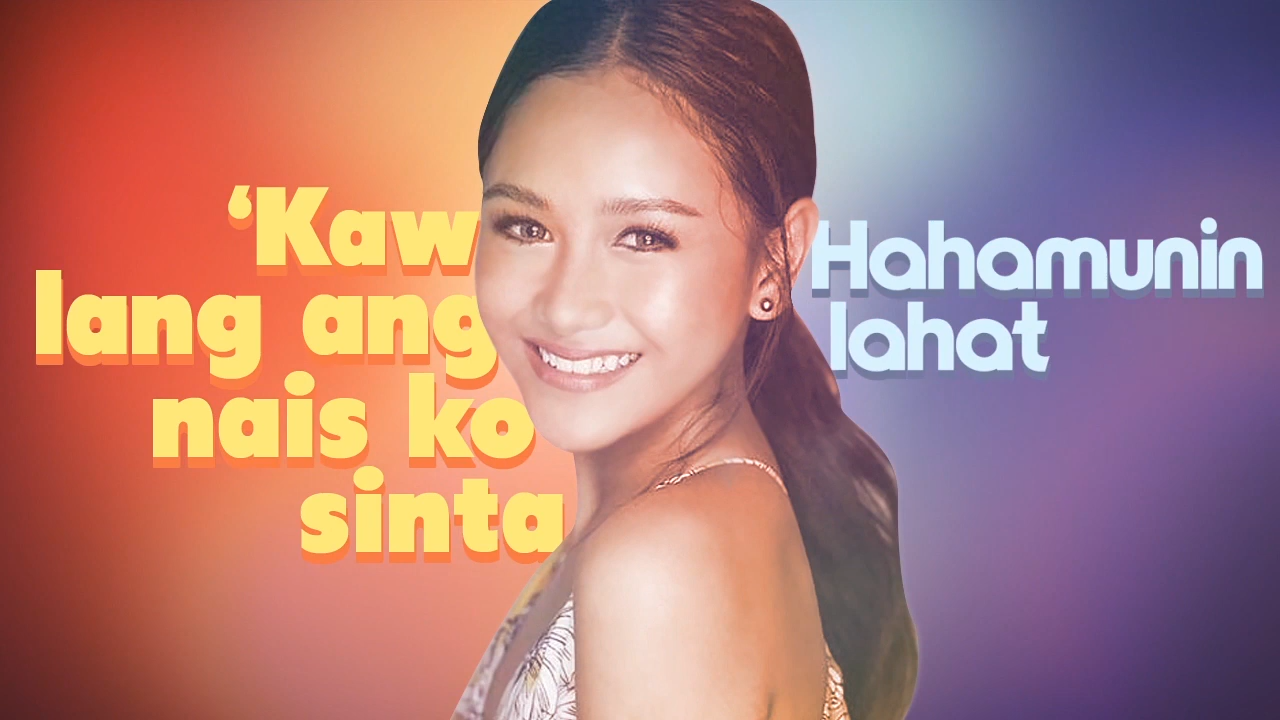 ‘Kaw
lang ang
nais ko
sinta
Hahamunin
lahat